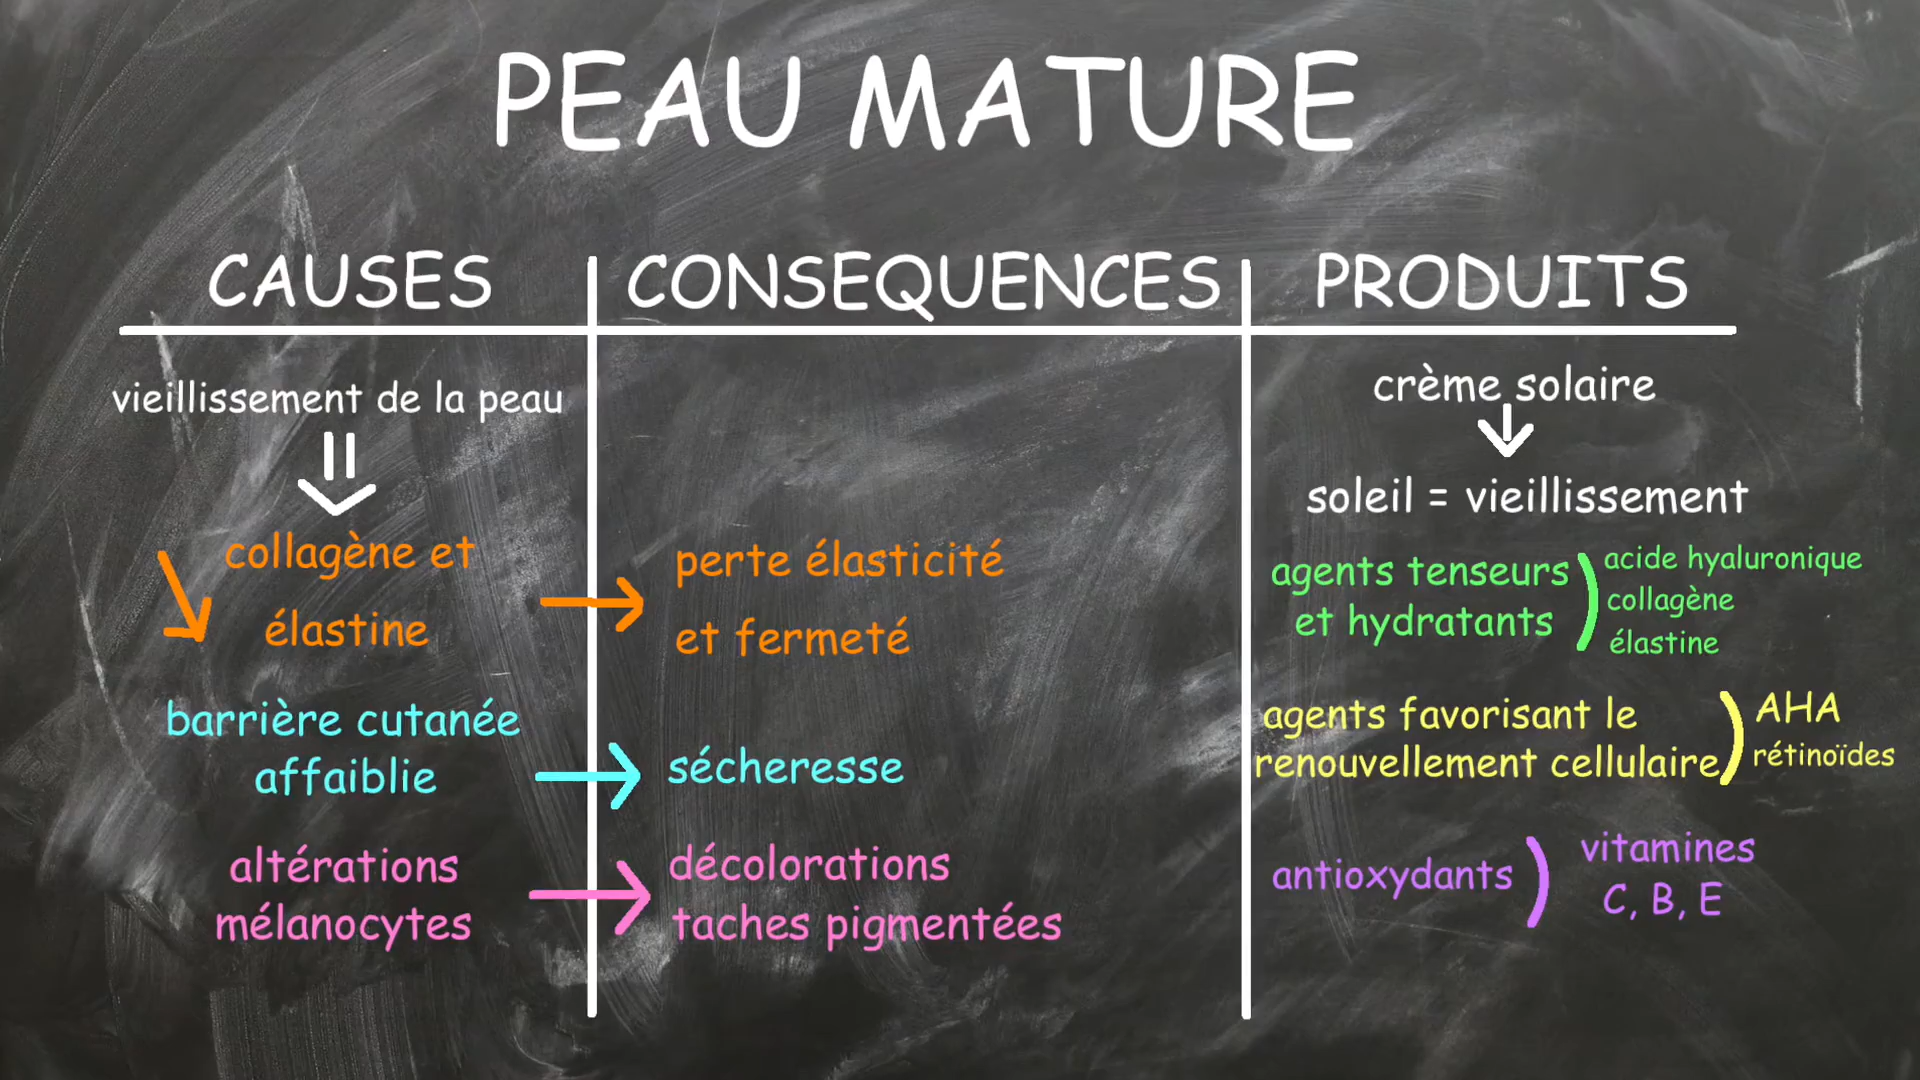 PEAU MATURE
CAUSES
CONSEQUENCES
PRODUITS
vieillissement de la peau
collagène et
élastine
barrière cutanée
affaiblie
altérations
mélanocytes
perte élasticité
et fermeté
sécheresse
décolorations
taches pigmentées
crème solaire
soleil = vieillissement
agents tenseurs
et hydratants
acide hyaluronique
collagène
élastine
agents favorisant le
renouvellement cellulaire
AHA
rétinoïdes
antioxydants
vitamines
C, B, E